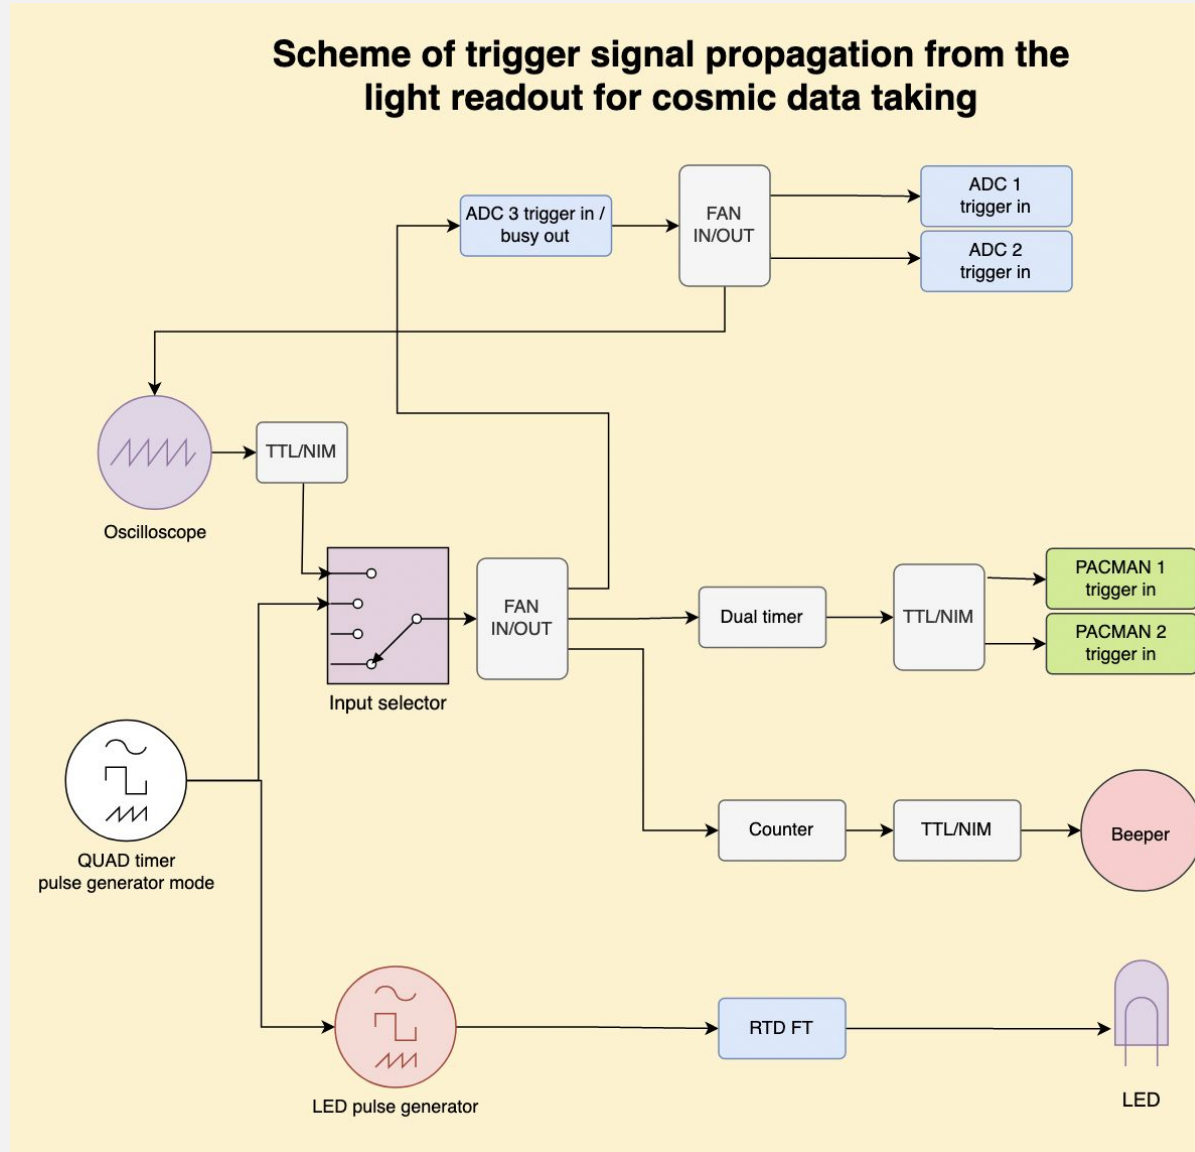 Scheme of trigger signal propagation from the
light readout for cosmic data taking
ADC 3 trigger in /
busy out
FAN
IN/OUT
ADC 1
trigger in
ADC 2
trigger in
TTL/NIM
Oscilloscope
FAN
IN/OUT
Input selector
Dual timer
TTL/NIM
PACMAN 1
trigger in
PACMAN 2
trigger in
QUAD timer
pulse generator mode
Counter
TTL/NIM
Beeper
LED pulse generator
RTD FT
LED